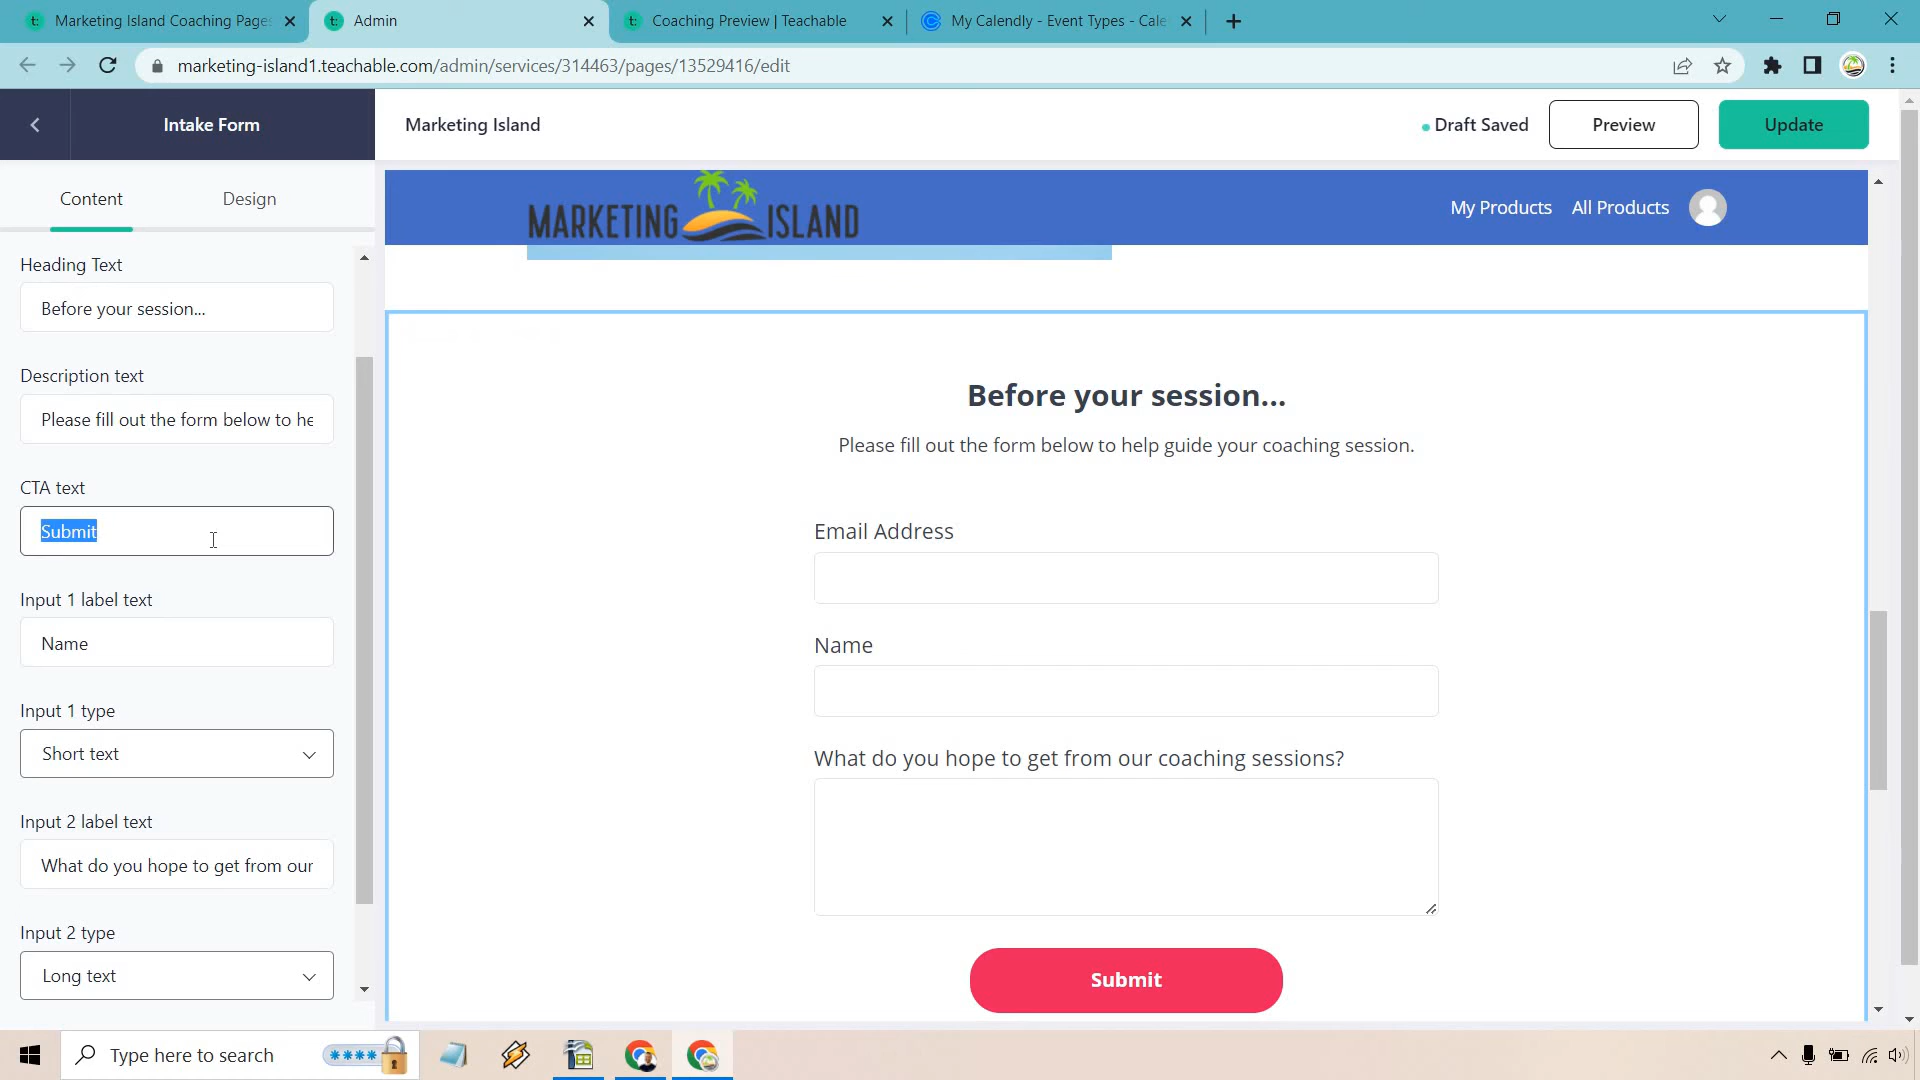 Marketing Island Coaching Page
Admin
Coaching Preview | Teachable
My Calendly - Event Types - Cale
marketing-island1.teachable.com/admin/services/314463/pages/13529416/edit
Intake Form
Marketing Island
Draft Saved
Preview
Update
Content
Design
MARKETING ISLAND
My Products
All Products
Heading Text
Before your session...
Description text
Please fill out the form below to he
CTA text
Submit
Input 1 label text
Name
Input 1 type
Short text
Input 2 label text
What do you hope to get from our
Input 2 type
Long text
Before your session...
Please fill out the form below to help guide your coaching session.
Email Address
Name
What do you hope to get from our coaching sessions?
Submit
Type here to search